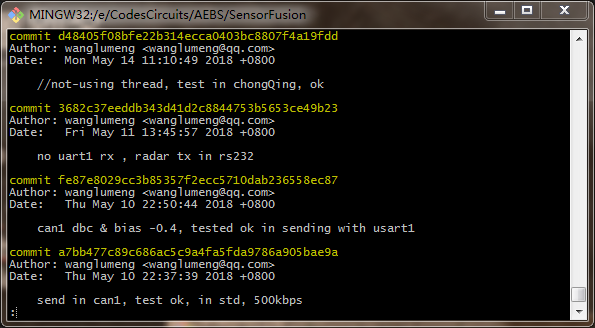 MINGW32:/e/CodesCircuits/AEBS/SensorFusion
commit d48405f08bfe22b314ecca0403bc8807f4a19fdd
Author: wanglumeng <wanglumeng@qq.com>
Date:   Mon May 14 11:10:49 2018 +0800
//not-using thread, test in chongQing, ok
commit 3682c37eeddb343d41d2c8844753b5653ce49b23
Author: wanglumeng <wanglumeng@qq.com>
Date:   Fri May 11 13:45:57 2018 +0800
no uart1 rx , radar tx in rs232
commit fe87e8029cc3b85357f2ecc5710dab236558ec87
Author: wanglumeng <wanglumeng@qq.com>
Date:   Thu May 10 22:50:44 2018 +0800
can1 dbc & bias -0.4, tested ok in sending with usart1
commit a7bb477c89c686ac5c9a4fa5fda9786a905bae9a
Author: wanglumeng <wanglumeng@qq.com>
Date:   Thu May 10 22:37:39 2018 +0800
send in can1, test ok, in std, 500kbps
: